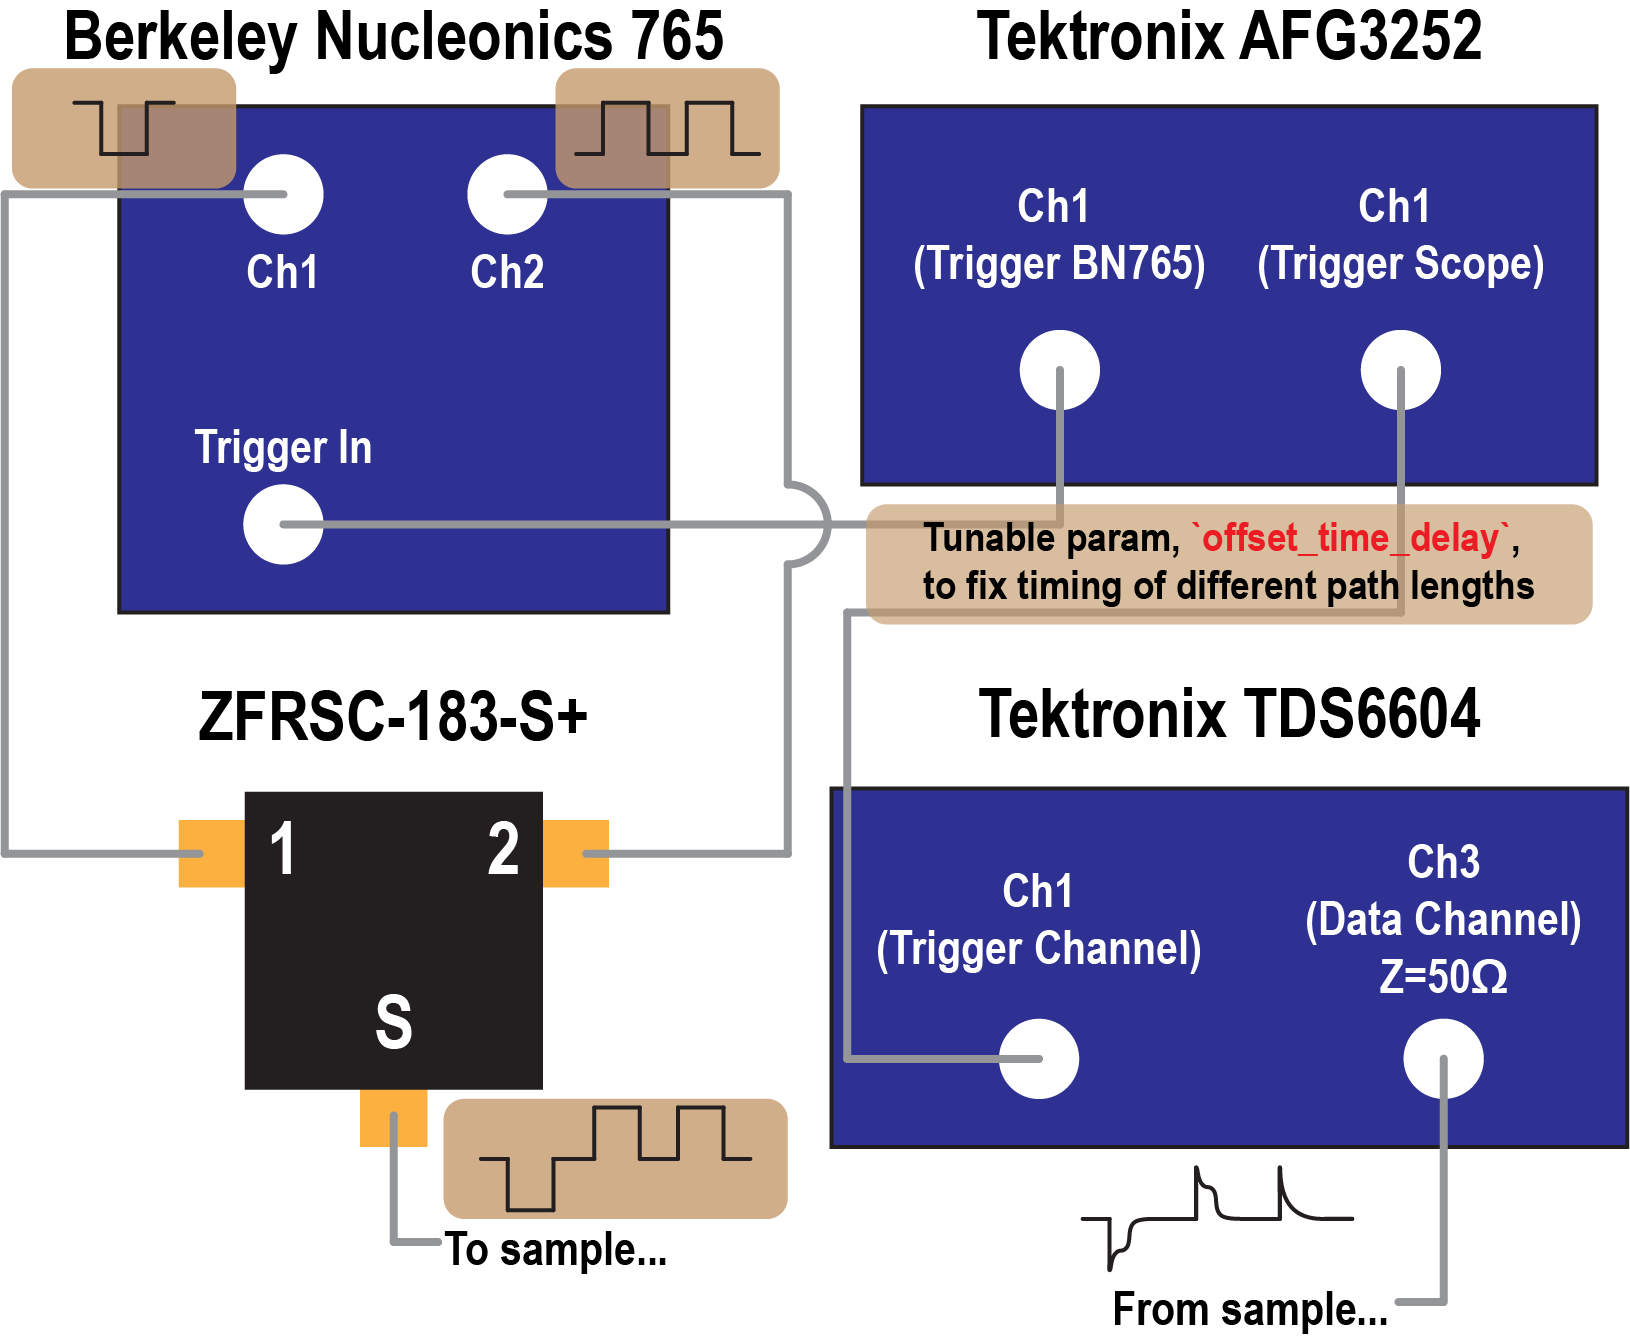 Berkeley Nucleonics 765
Ch1
Ch2
Trigger In
Tektronix AFG3252
Ch1
(Trigger BN765)
Ch1
(Trigger Scope)
Tunable param, `offset_time_delay`,
to fix timing of different path lengths
ZFRSC-183-S+
1
2
S
To sample...
Tektronix TDS6604
Ch1
(Trigger Channel)
Ch3
(Data Channel)
Z=50Ω
From sample...